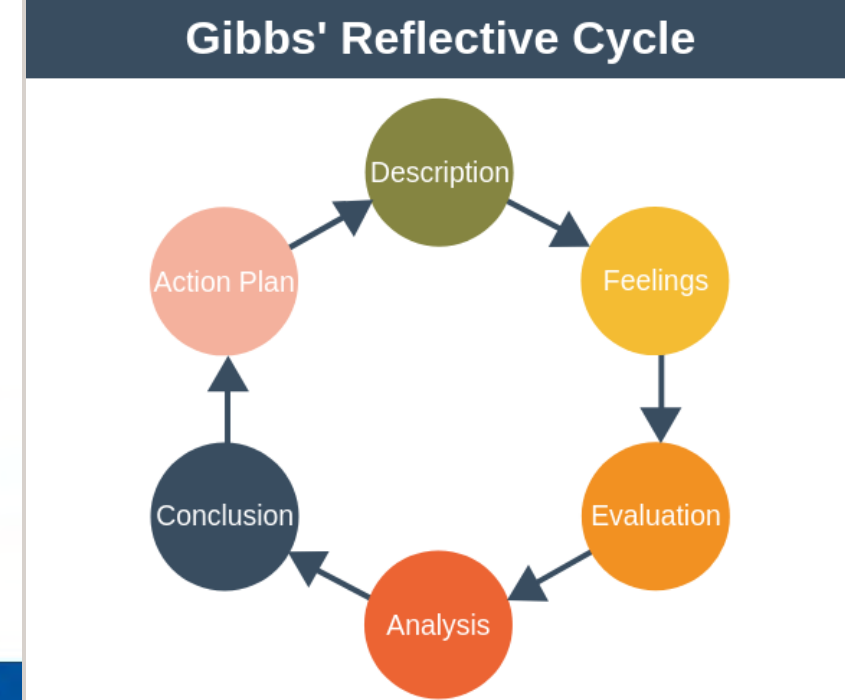 Gibbs' Reflective Cycle
Description
Feelings
Evaluation
Analysis
Conclusion
Action Plan